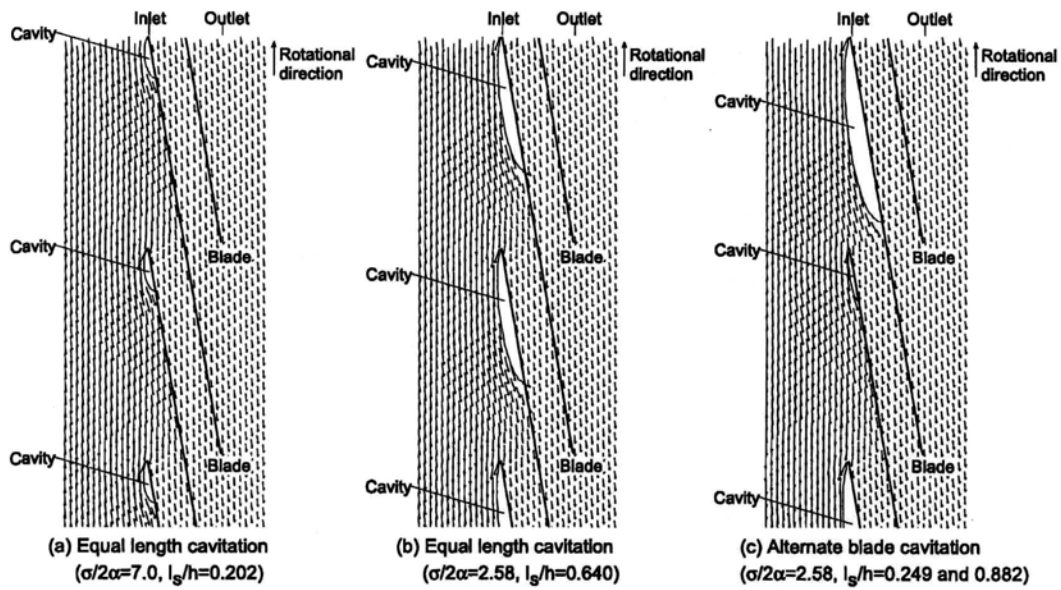 Inlet Outlet
Cavity
Rotational
direction
Cavity
Blade
Cavity
Blade
(a) Equal length cavitation
(σ/2α=7.0, lS/h=0.202)
Inlet Outlet
Cavity
Rotational
direction
Cavity
Blade
Cavity
Blade
(b) Equal length cavitation
(σ/2α=2.58, lS/h=0.640)
Inlet Outlet
Cavity
Rotational
direction
Cavity
Blade
Cavity
Blade
(c) Alternate blade cavitation
(σ/2α=2.58, lS/h=0.249 and 0.882)